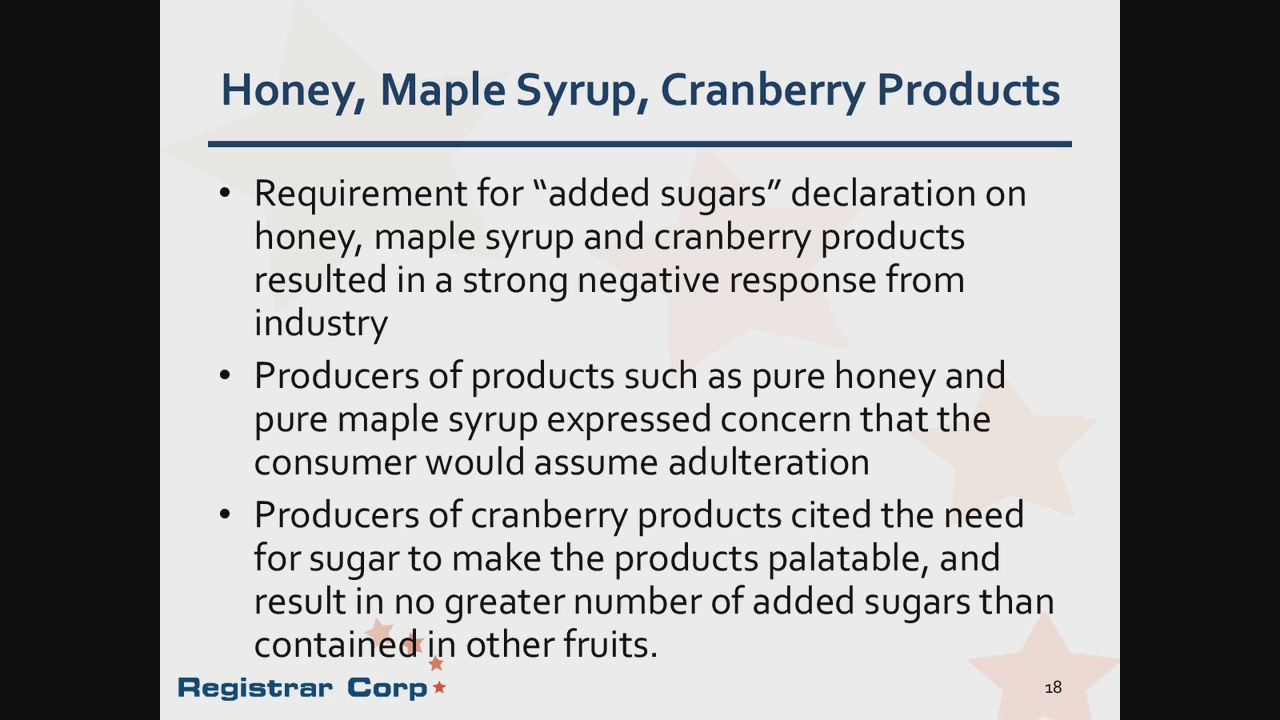 Honey, Maple Syrup, Cranberry Products
• Requirement for “added sugars” declaration on
honey, maple syrup and cranberry products
resulted in a strong negative response from
industry
• Producers of products such as pure honey and
pure maple syrup expressed concern that the
consumer would assume adulteration
• Producers of cranberry products cited the need
for sugar to make the products palatable, and
result in no greater number of added sugars than
contained in other fruits.
Registrar Corp
18